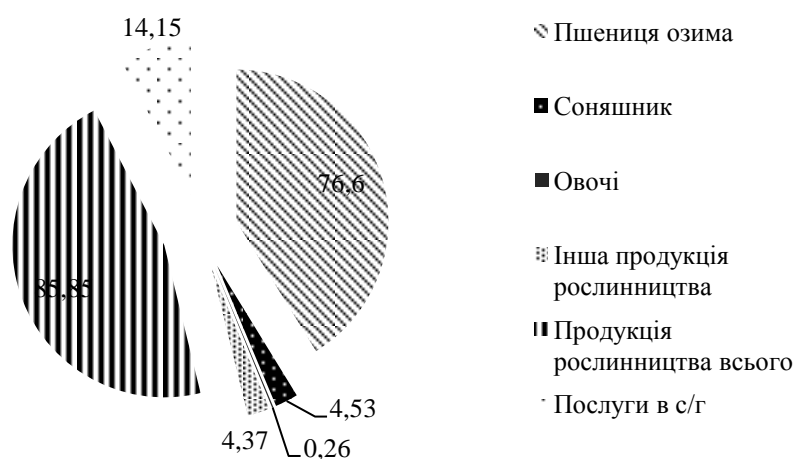 14,15
76,6
85,85
4,53
4,37
0,26
Пшениця озима
Соняшник
Овочі
Інша продукція
рослинництва
Продукція
рослинництва всього
Послуги в с/г